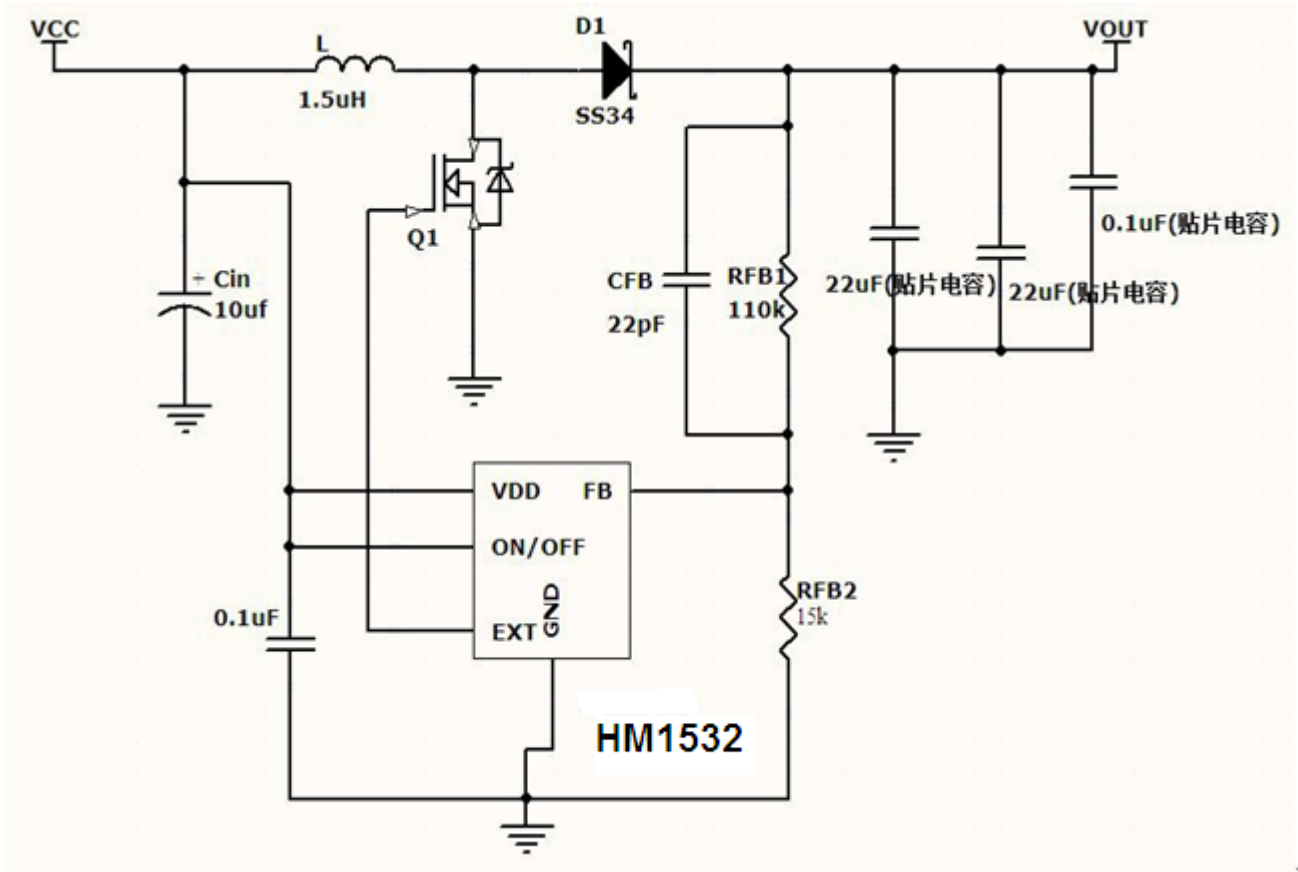 VCC
L
1.5uH
D1
SS34
VOUT
Q1
+ Cin
10uf
CFB
22pF
RFB1
110k
22uF(贴片电容)
22uF(贴片电容)
0.1uF(贴片电容)
VDD
FB
ON/OFF
EXT
GND
0.1uF
RFB2
15k
HM1532